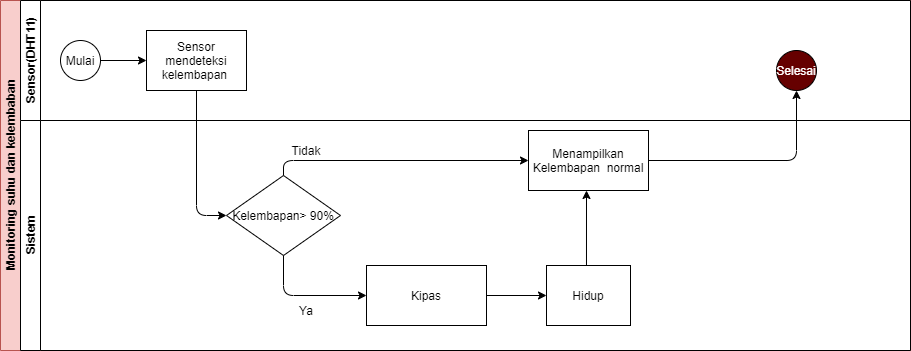 Monitoring suhu dan kelembaban
Sensor(DHT11)
Mulai
Sensor
mendeteksi
kelembapan
Selesai
Sistem
Tidak
Menampilkan
Kelembapan normal
Kelembapan> 90%
Ya
Kipas
Hidup